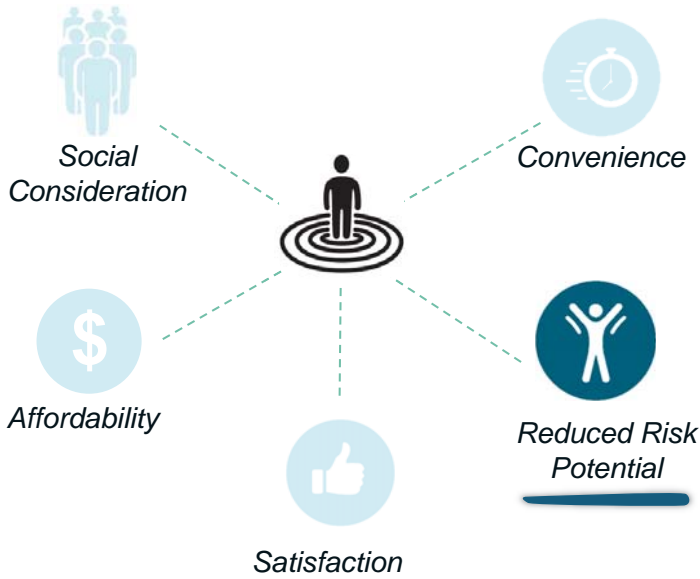 Social
Consideration
Convenience
$
Affordability
Reduced Risk
Potential
Satisfaction